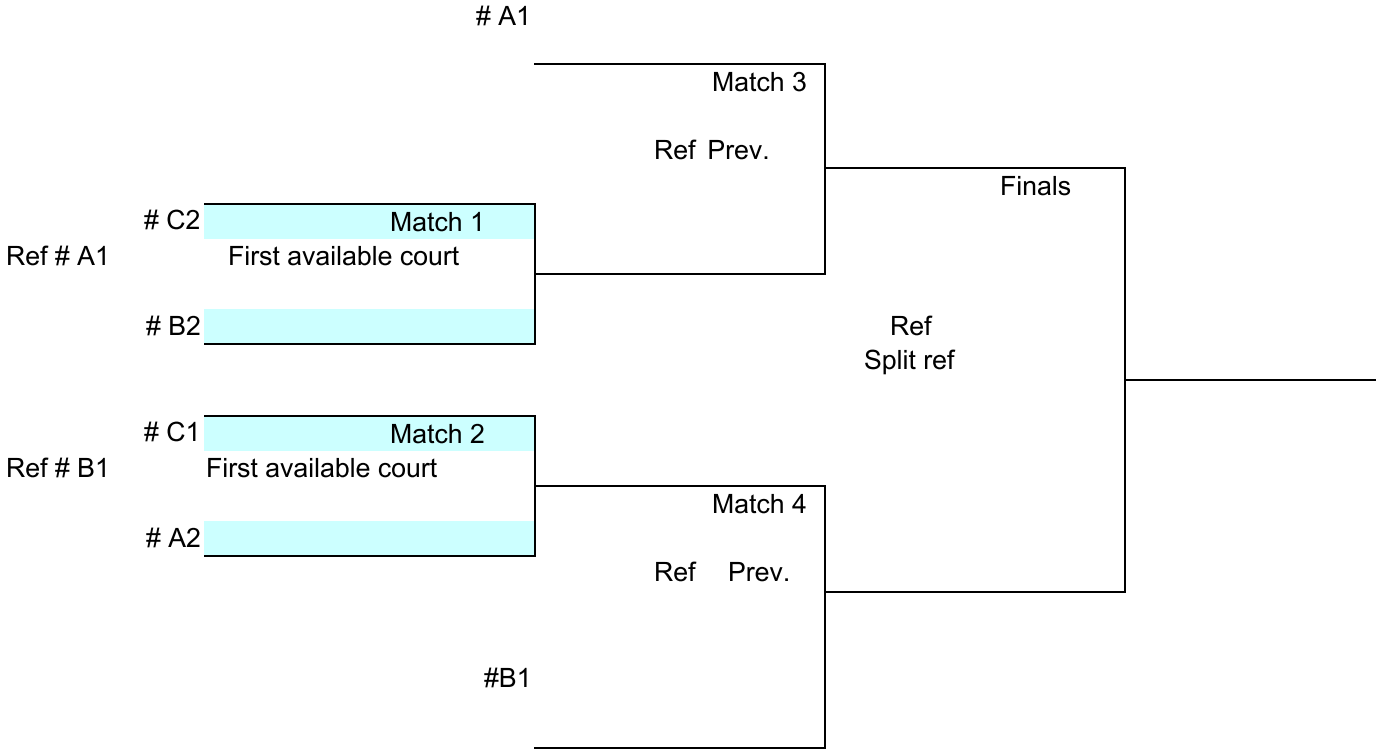 # A1
Match 3
Ref Prev.
Finals
# C2 Match 1
Ref # A1 First available court
# B2
Ref
Split ref
# C1 Match 2
Ref # B1 First available court
Match 4
# A2
Ref Prev.
#B1